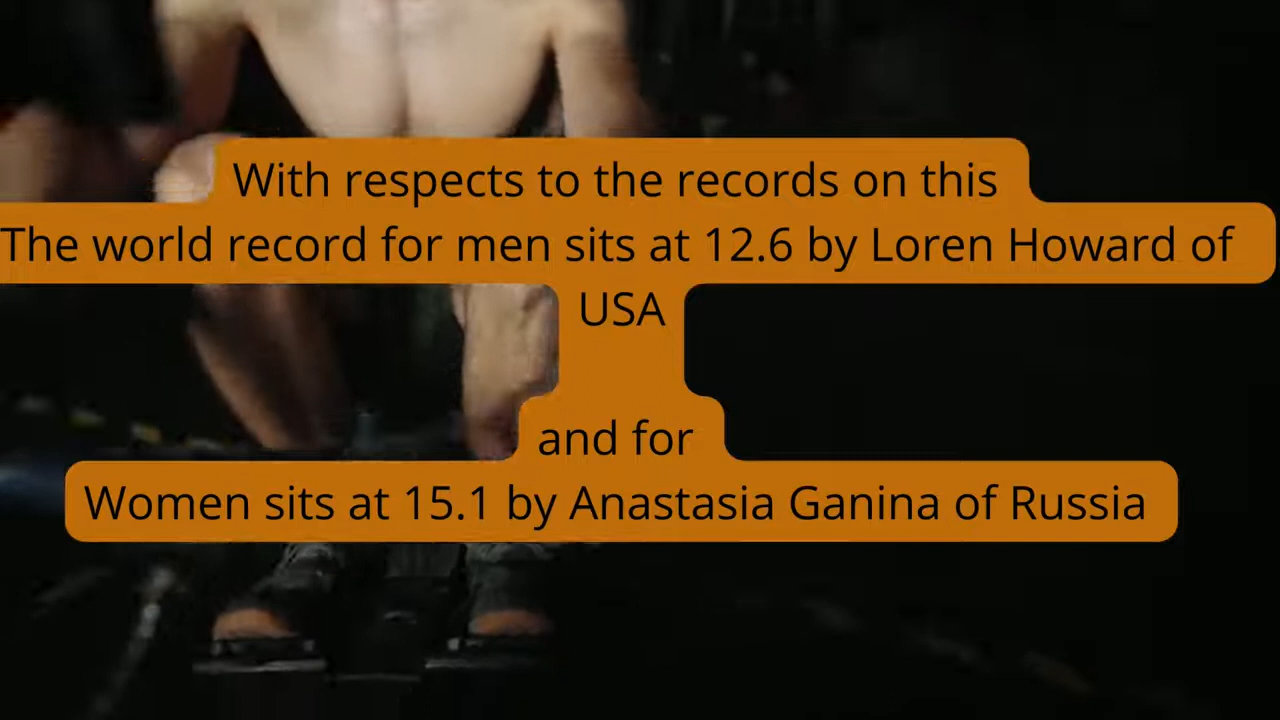 With respects to the records on this
The world record for men sits at 12.6 by Loren Howard of
USA
and for
Women sits at 15.1 by Anastasia Ganina of Russia